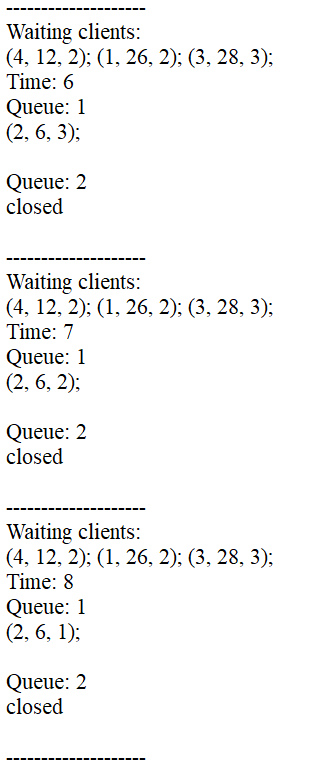 --------------------
Waiting clients:
(4, 12, 2); (1, 26, 2); (3, 28, 3);
Time: 6
Queue: 1
(2, 6, 3);
Queue: 2
closed
--------------------
Waiting clients:
(4, 12, 2); (1, 26, 2); (3, 28, 3);
Time: 7
Queue: 1
(2, 6, 2);
Queue: 2
closed
--------------------
Waiting clients:
(4, 12, 2); (1, 26, 2); (3, 28, 3);
Time: 8
Queue: 1
(2, 6, 1);
Queue: 2
closed
--------------------